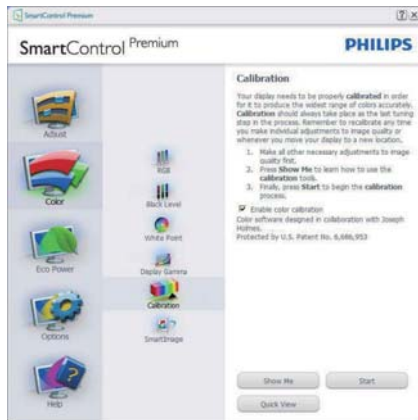 SmartControl Premium
SmartControl Premium
PHILIPS
Adjust
Color
Eco Power
Options
Help
RGB
Black Level
White Point
Display Gamma
Calibration
SmartImage
Calibration
Your display needs to be properly calibrated in order
for it to produce the widest range of colors accurately.
Calibration should always take place as the last tuning
step in the process. Remember to recalibrate any time
you make individual adjustments to image quality or
whenever you move your display to a new location.
1. Make all other necessary adjustments to image
quality first.
2. Press Show Me to learn how to use the
calibration tools.
3. Finally, press Start to begin the calibration
process.
Enable color calibration
Color software designed in collaboration with Joseph
Holmes.
Protected by U.S. Patent No. 6,686,953
Show Me
Start
Quick View